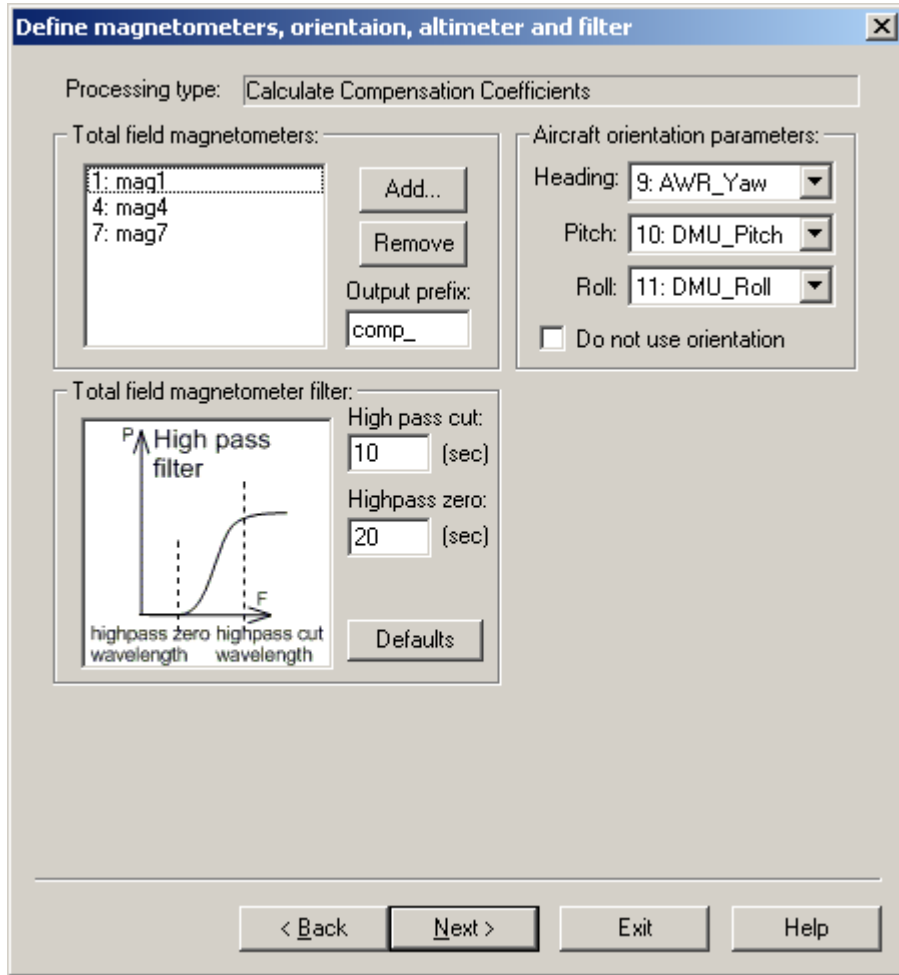 Define magnetometers, orientaion, altimeter and filter
Processing type: Calculate Compensation Coefficients
Total field magnetometers:
1: mag1
4: mag4
7: mag7
Add...
Remove
Output prefix:
comp_
Aircraft orientation parameters:
Heading: 9: AWR_Yaw
Pitch: 10: DMU_Pitch
Roll: 11: DMU_Roll
Do not use orientation
Total field magnetometer filter:
P High pass
filter
F
highpass zero highpass cut
wavelength wavelength
High pass cut:
10 (sec)
Highpass zero:
20 (sec)
Defaults
< Back Next > Exit Help